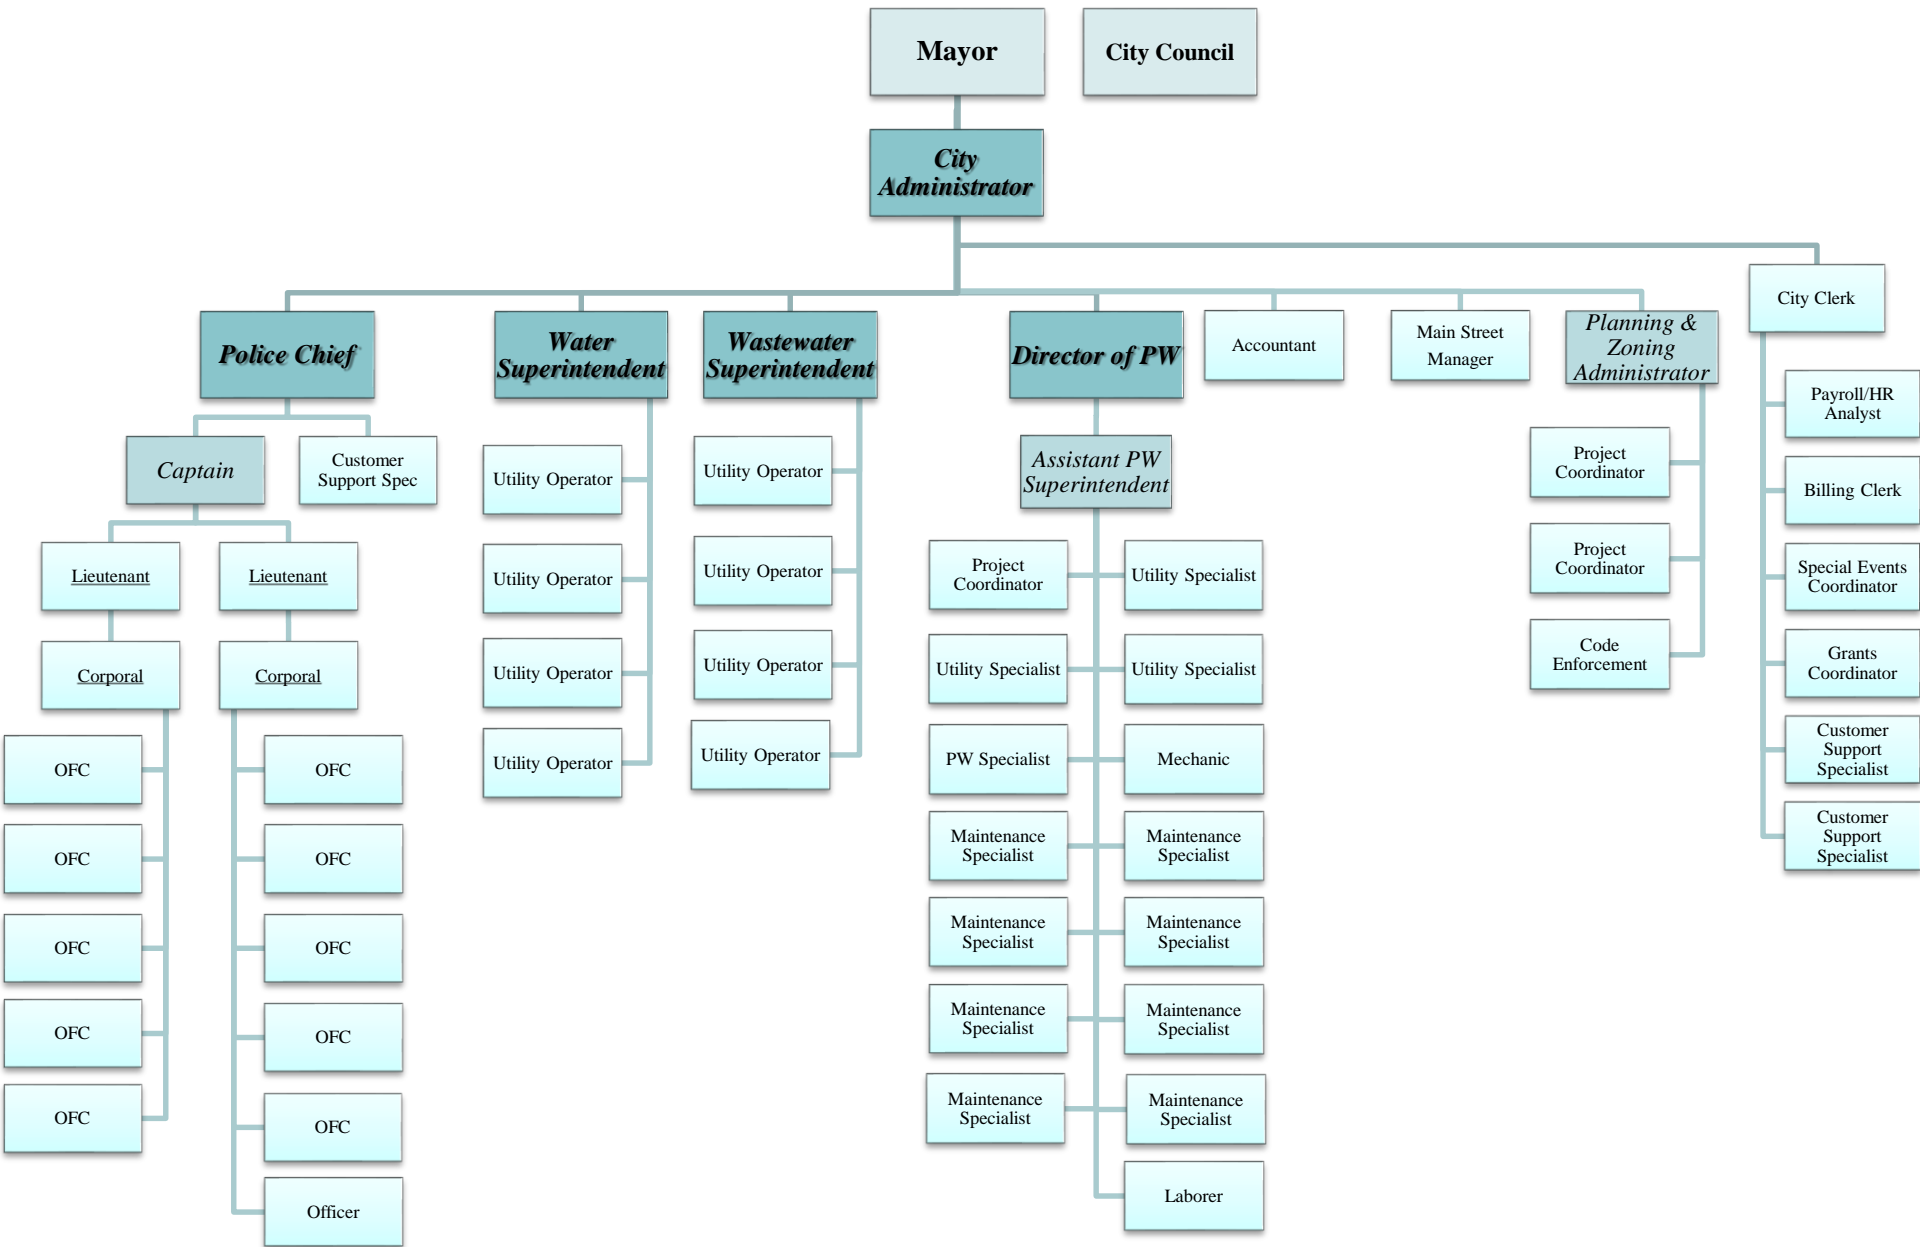 Mayor
City Council
City
Administrator
City Clerk
Police Chief
Water
Superintendent
Wastewater
Superintendent
Director of PW
Accountant
Main Street
Manager
Planning &
Zoning
Administrator
Captain
Customer
Support Spec
Lieutenant
Lieutenant
Corporal
Corporal
OFC
OFC
OFC
OFC
OFC
OFC
OFC
OFC
OFC
OFC
Officer
Utility Operator
Utility Operator
Utility Operator
Utility Operator
Utility Operator
Utility Operator
Utility Operator
Utility Operator
Assistant PW
Superintendent
Project
Coordinator
Utility Specialist
Utility Specialist
Utility Specialist
PW Specialist
Mechanic
Maintenance
Specialist
Maintenance
Specialist
Maintenance
Specialist
Maintenance
Specialist
Maintenance
Specialist
Maintenance
Specialist
Maintenance
Specialist
Maintenance
Specialist
Laborer
Project
Coordinator
Project
Coordinator
Code
Enforcement
Payroll/HR
Analyst
Billing Clerk
Special Events
Coordinator
Grants
Coordinator
Customer
Support
Specialist
Customer
Support
Specialist